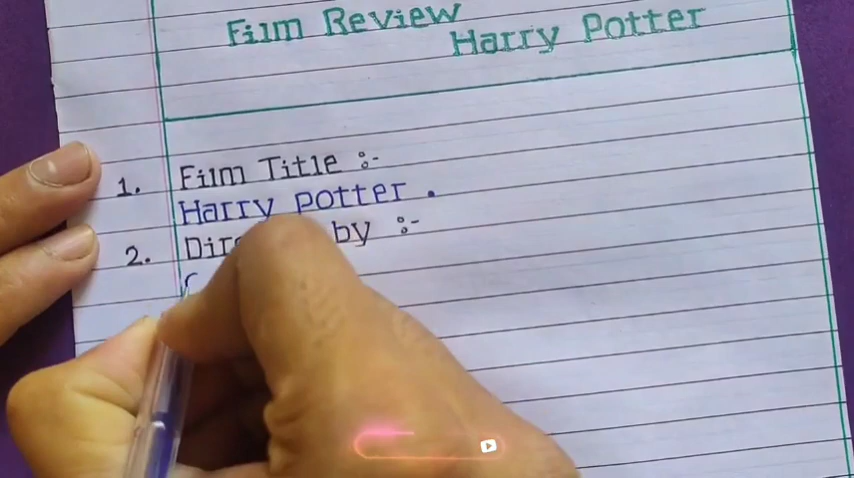 Film Review
Harry Potter
1. Film Title :-
Harry Potter .
2. by :-